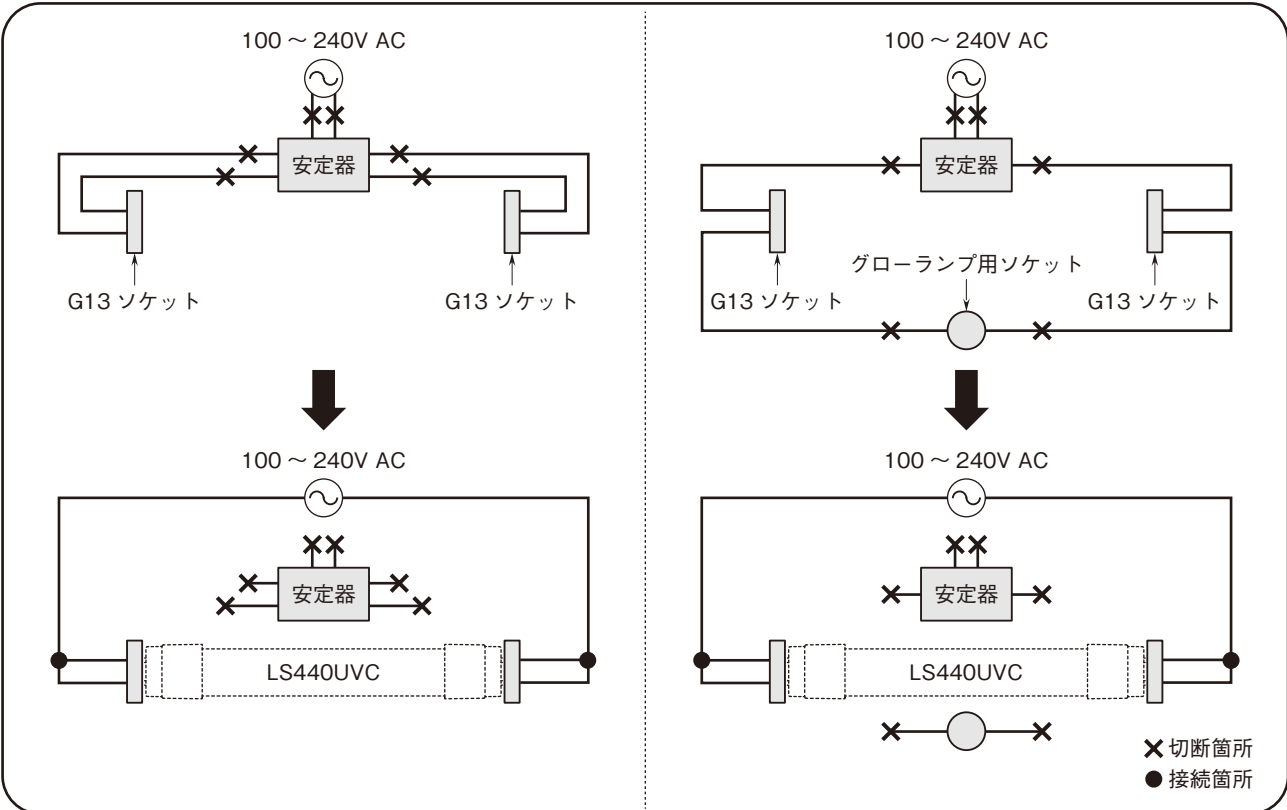 100 ～ 240V AC
安定器
G13 ソケット
G13 ソケット
100 ～ 240V AC
安定器
LS440UVC
100 ～ 240V AC
安定器
グローランプ用ソケット
G13 ソケット
G13 ソケット
100 ～ 240V AC
安定器
LS440UVC
切断箇所
接続箇所